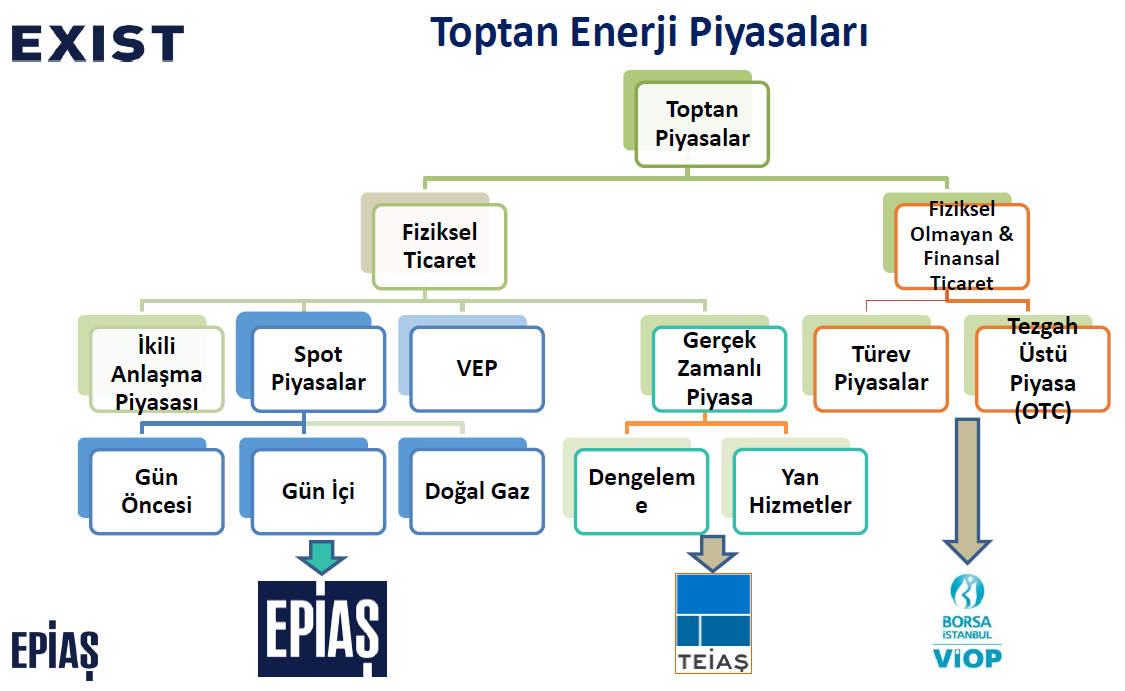 EXIST
Toptan Enerji Piyasaları
Toptan
Piyasalar
Fiziksel
Ticaret
Fiziksel
Olmayan &
Finansal
Ticaret
İkili
Anlaşma
Piyasası
Spot
Piyasalar
VEP
Gerçek
Zamanlı
Piyasa
Türev
Piyasalar
Tezgah
Üstü
Piyasa
(OTC)
Gün
Öncesi
Gün İçi
Doğal Gaz
Dengelem
e
Yan
Hizmetler
EPİAŞ
EPİAŞ
TEİAŞ
BORSA
İSTANBUL
VİOP